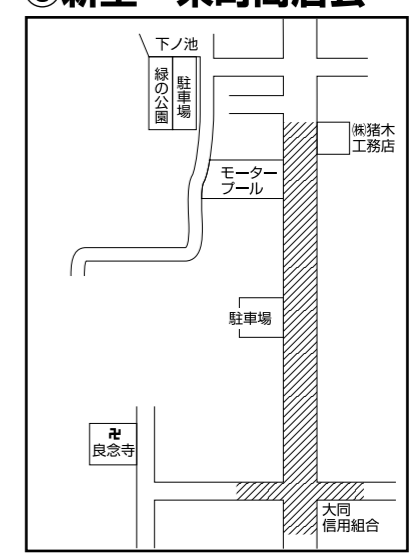 下ノ池
緑の公園
駐車場
㈱猪木
工務店
モーター
プール
駐車場
卍
良念寺
大同
信用組合